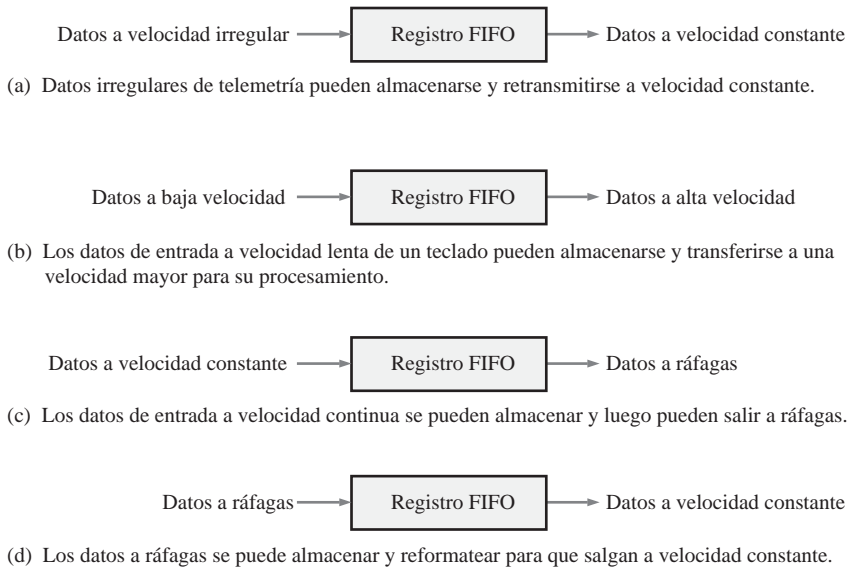 Datos a velocidad irregular Registro FIFO Datos a velocidad constante
(a) Datos irregulares de telemetría pueden almacenarse y retransmitirse a velocidad constante.
Datos a baja velocidad Registro FIFO Datos a alta velocidad
(b) Los datos de entrada a velocidad lenta de un teclado pueden almacenarse y transferirse a una
velocidad mayor para su procesamiento.
Datos a velocidad constante Registro FIFO Datos a ráfagas
(c) Los datos de entrada a velocidad continua se pueden almacenar y luego pueden salir a ráfagas.
Datos a ráfagas Registro FIFO Datos a velocidad constante
(d) Los datos a ráfagas se puede almacenar y reformatear para que salgan a velocidad constante.